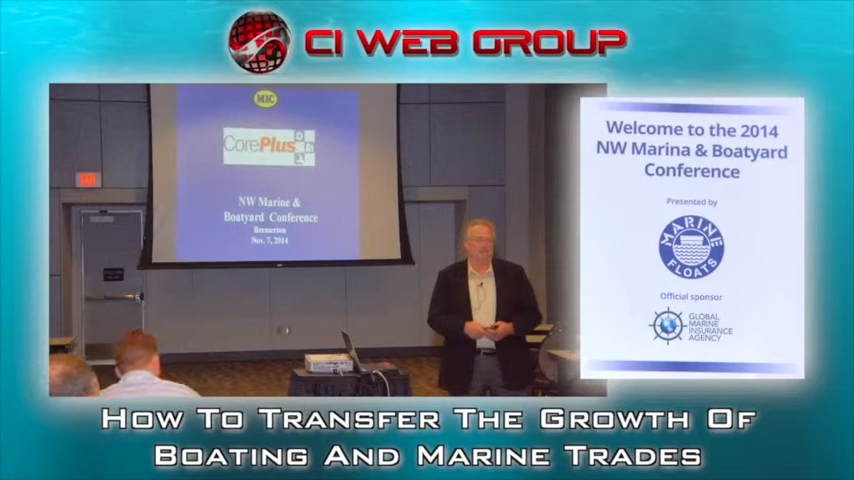 CI WEB GROUP
MIC
CorePlus
NW Marine &
Boatyard Conference
Bremerton
Nov. 7, 2014
EXIT
Welcome to the 2014
NW Marina & Boatyard
Conference
Presented by
MARINE
FLOATS
Official sponsor
GLOBAL
MARINE
INSURANCE
AGENCY
HOW TO TRANSFER THE GROWTH OF
BOATING AND MARINE TRADES